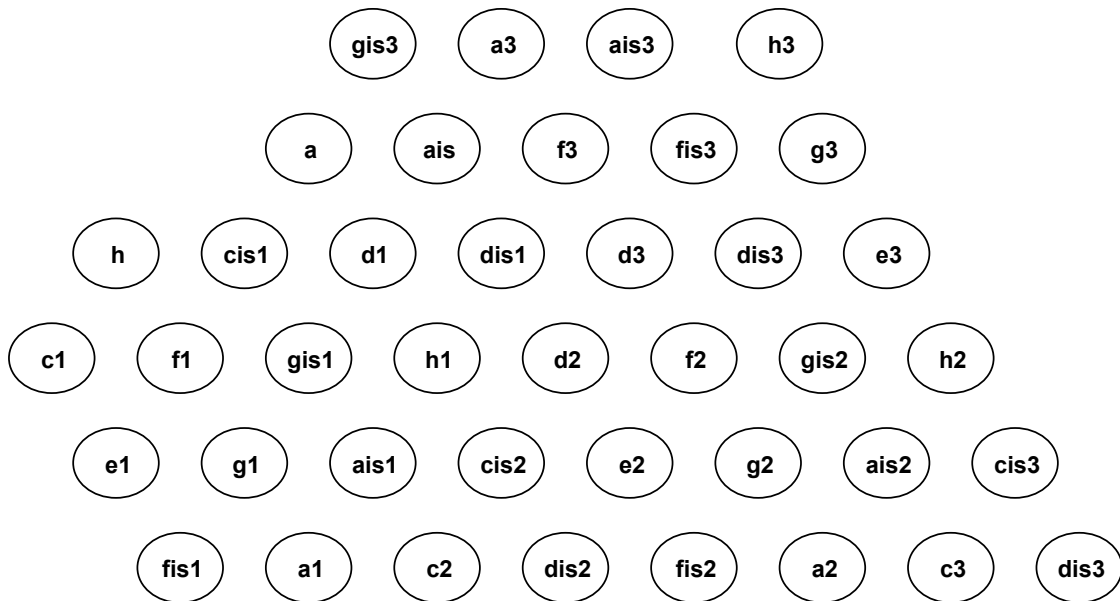 gis3 a3 ais3 h3
a ais f3 fis3 g3
h cis1 d1 dis1 d3 dis3 e3
c1 f1 gis1 h1 d2 f2 gis2 h2
e1 g1 ais1 cis2 e2 g2 ais2 cis3
fis1 a1 c2 dis2 fis2 a2 c3 dis3